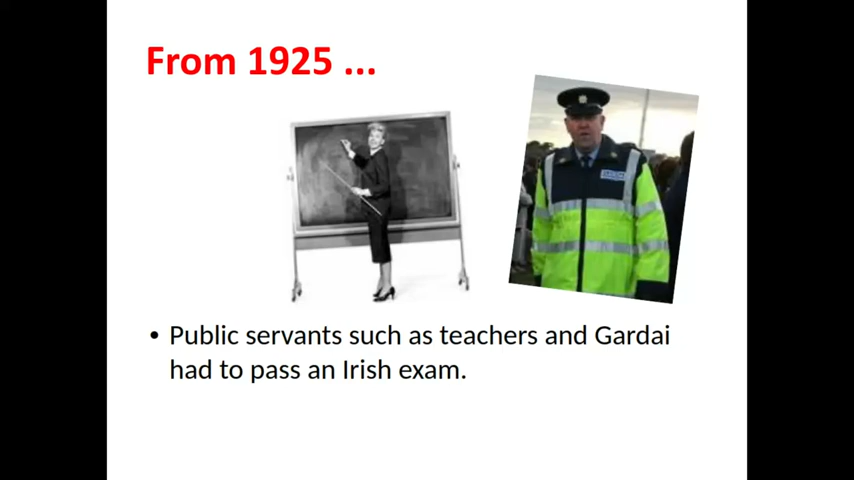 From 1925 ...
• Public servants such as teachers and Gardai
had to pass an Irish exam.